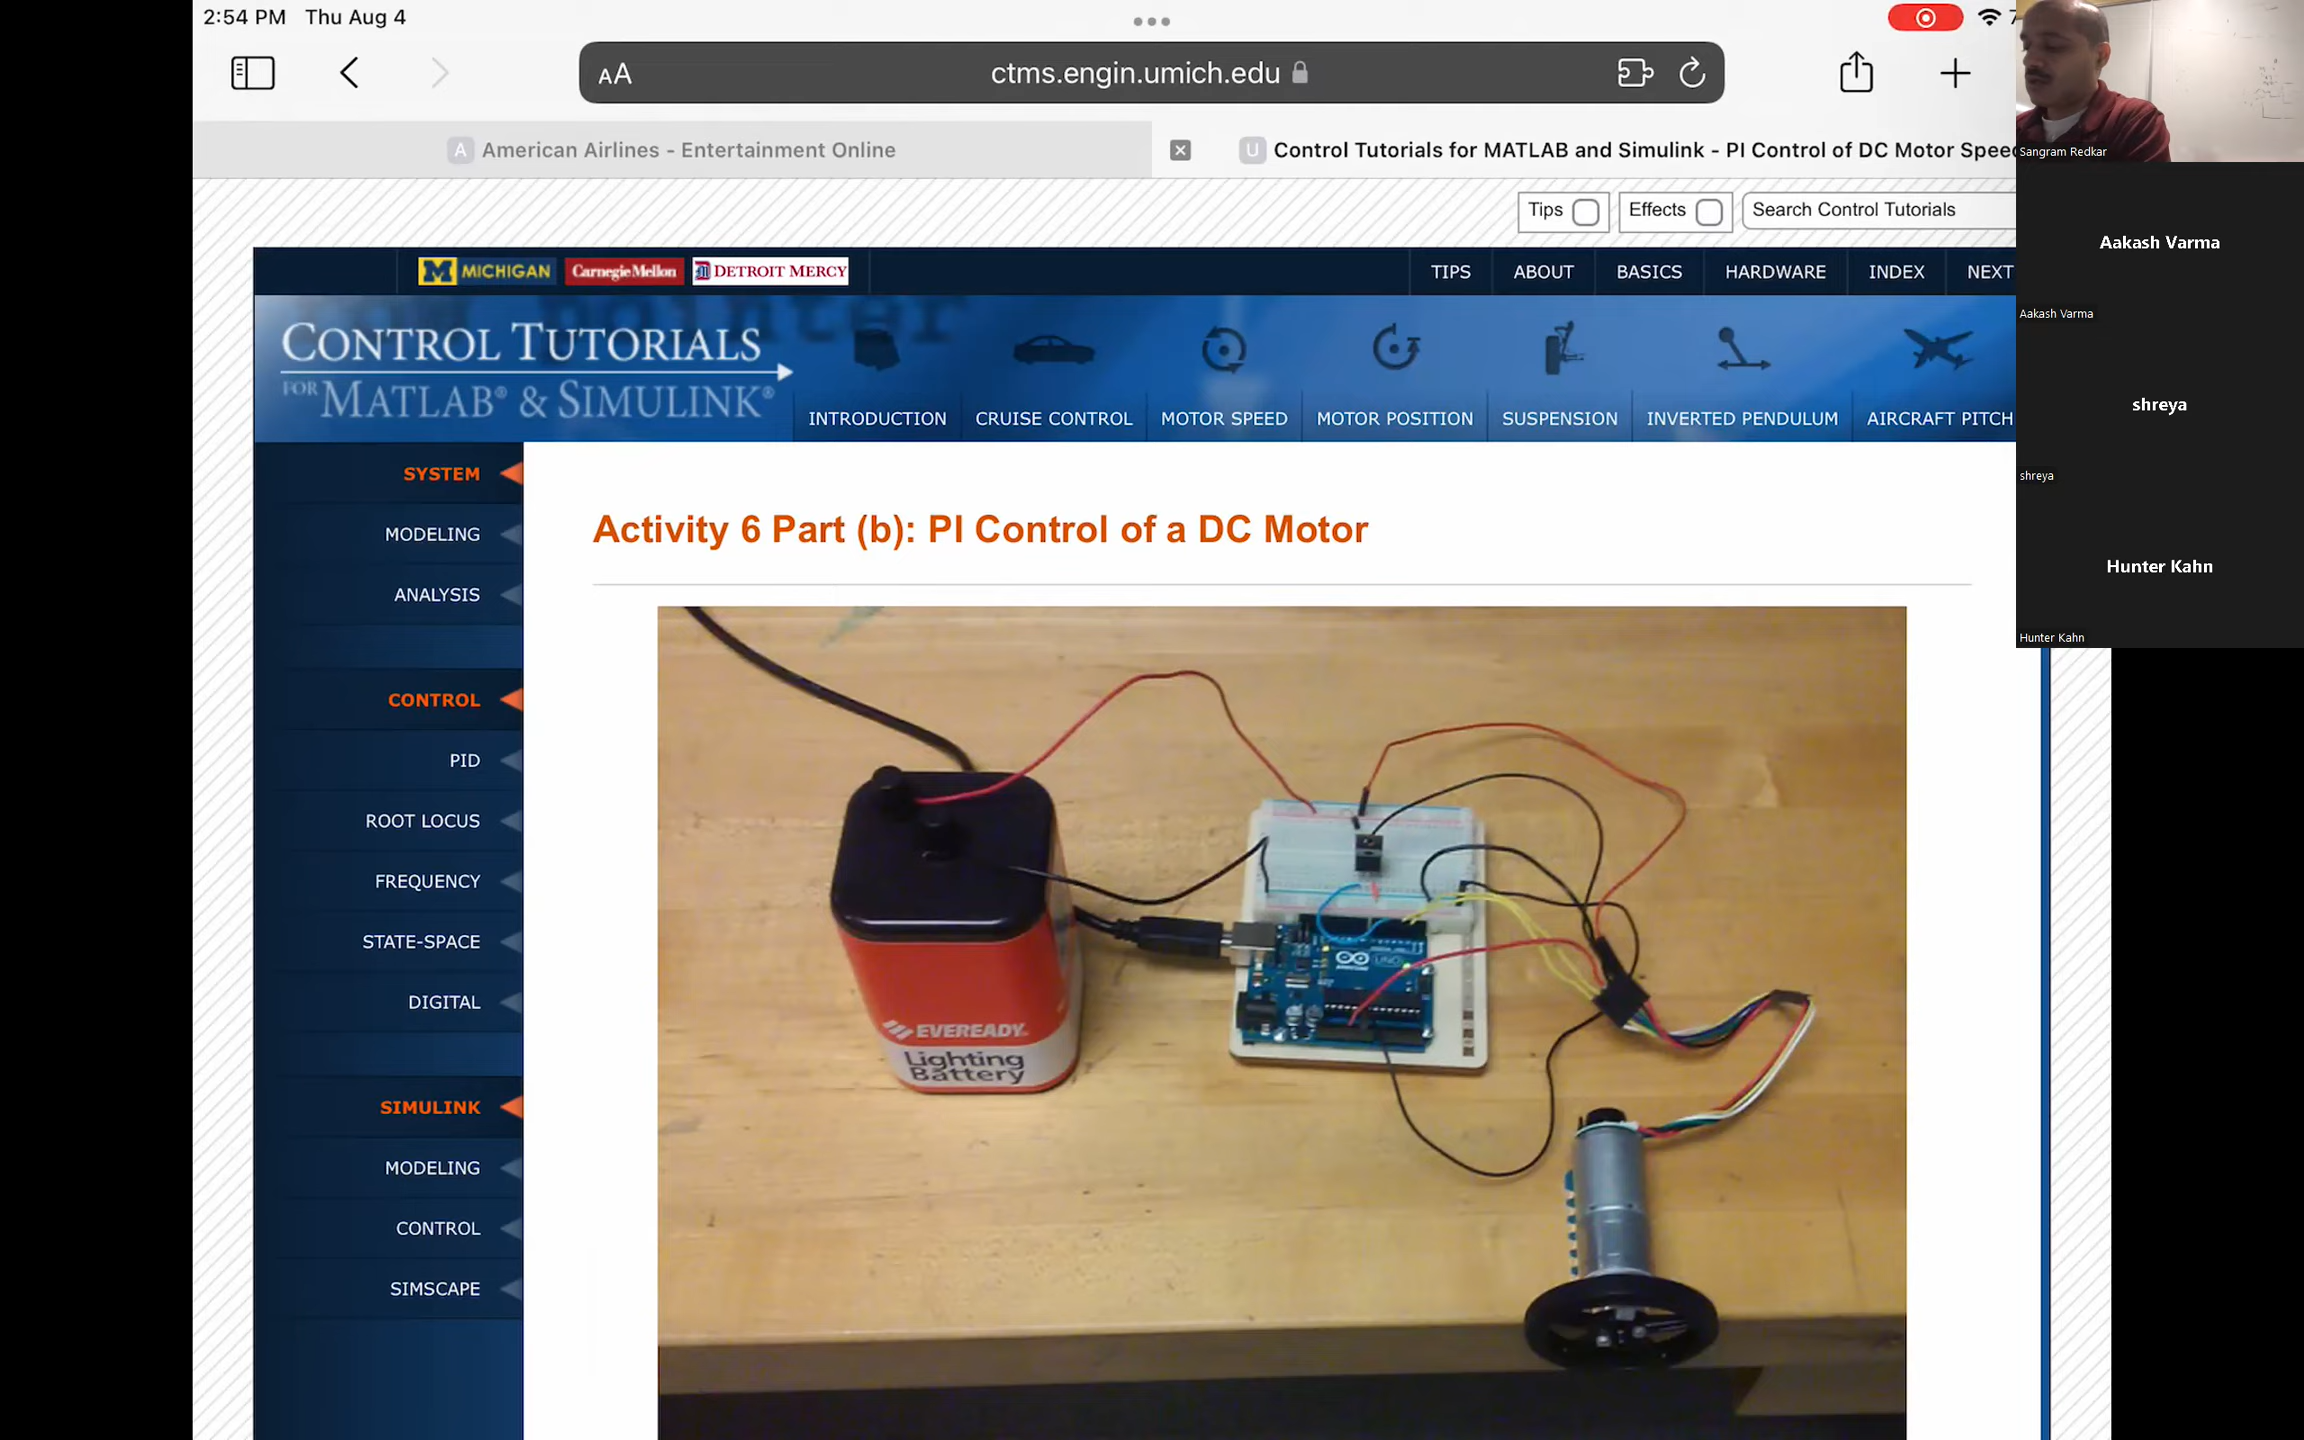 2:54 PM Thu Aug 4
AA
ctms.engin.umich.edu
A American Airlines - Entertainment Online
U Control Tutorials for MATLAB and Simulink - PI Control of DC Motor Speed
Tips
Effects
Search Control Tutorials
M MICHIGAN
Carnegie Mellon
DETROIT MERCY
TIPS ABOUT BASICS HARDWARE INDEX NEXT
CONTROL TUTORIALS
FOR MATLAB® & SIMULINK®
INTRODUCTION CRUISE CONTROL MOTOR SPEED MOTOR POSITION SUSPENSION INVERTED PENDULUM AIRCRAFT PITCH
SYSTEM
MODELING
ANALYSIS
CONTROL
PID
ROOT LOCUS
FREQUENCY
STATE-SPACE
DIGITAL
SIMULINK
MODELING
CONTROL
SIMSCAPE
Activity 6 Part (b): PI Control of a DC Motor
EVEREADY
Lighting
Battery
UNO
Sangram Redkar
Aakash Varma
Aakash Varma
shreya
shreya
Hunter Kahn
Hunter Kahn